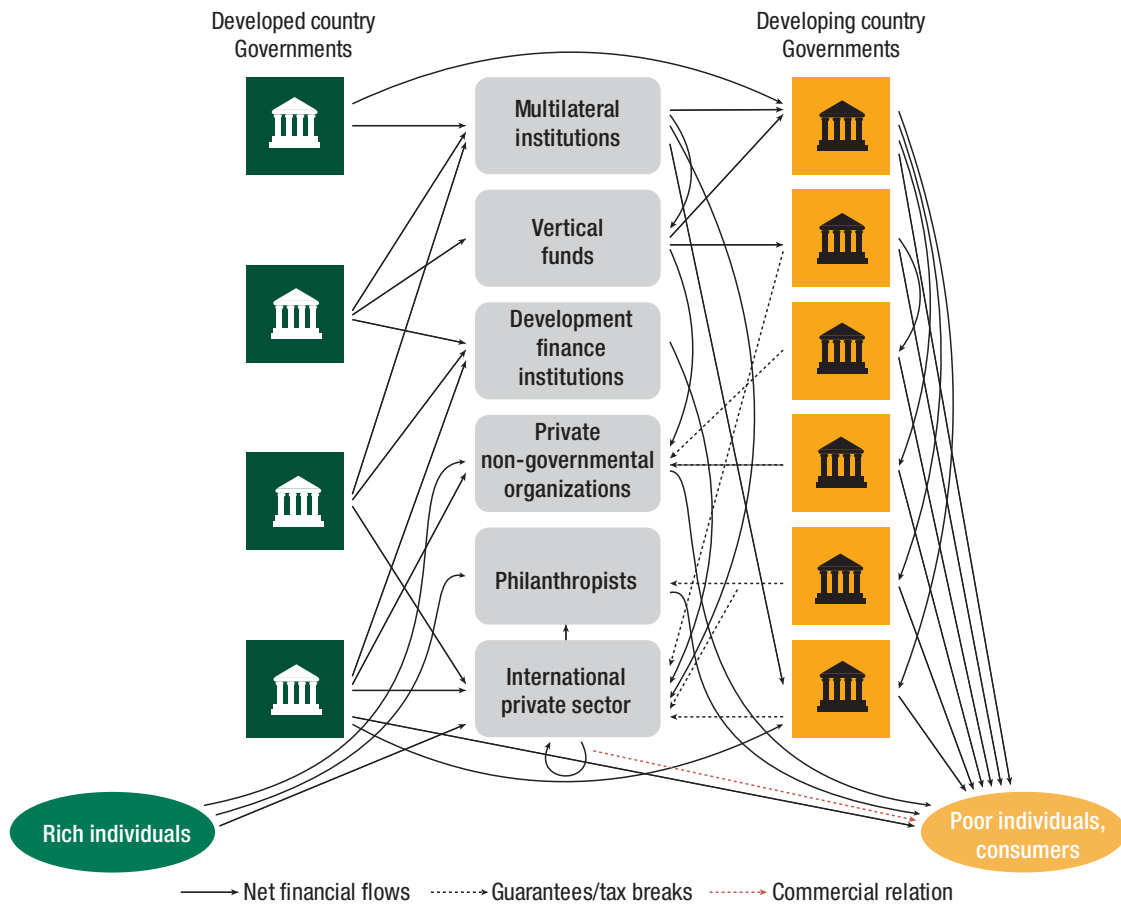 Developed country
Governments
Developing country
Governments
Multilateral
institutions
Vertical
funds
Development
finance
institutions
Private
non-governmental
organizations
Philanthropists
International
private sector
Rich individuals
Poor individuals,
consumers
Net financial flows
Guarantees/tax breaks
Commercial relation